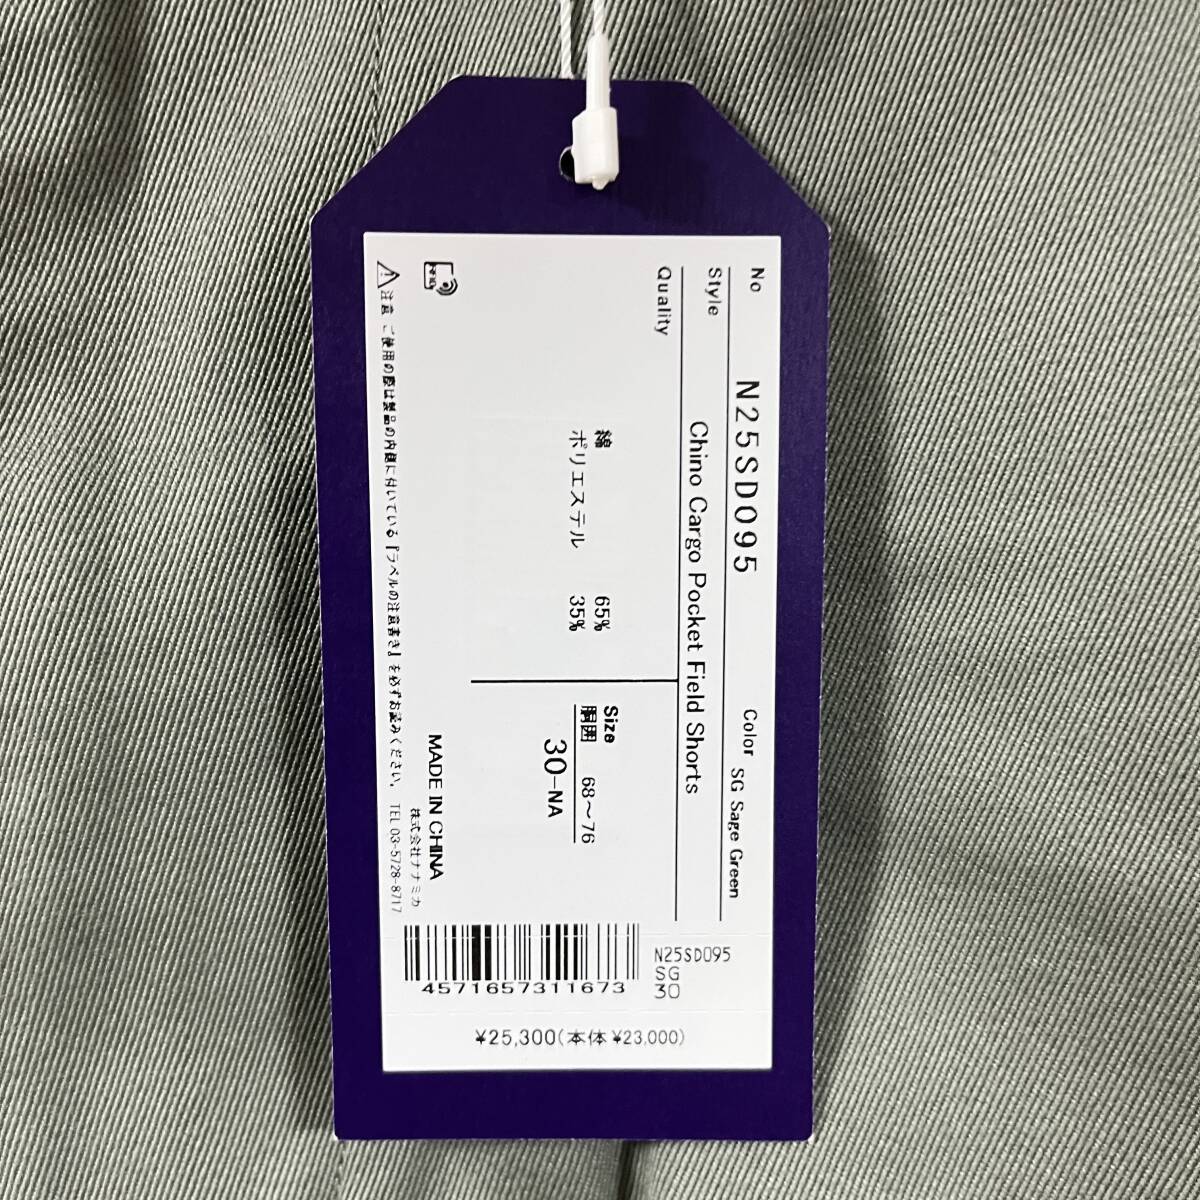 No N25SD095 Color SG Sage Green
Style Chino Cargo Pocket Field Shorts
Quality
綿 65%
ポリエステル 35%
Size
胴囲 68～76
30-NA
MADE IN CHINA
株式会社ナナミカ
注意 ご使用の際は製品の内側に付いている『ラベルの注意書き』を必ずお読みください。 TEL 03-5728-8717
N25SD095
SG
30
4571657311673
¥25,300(本体 ¥23,000)